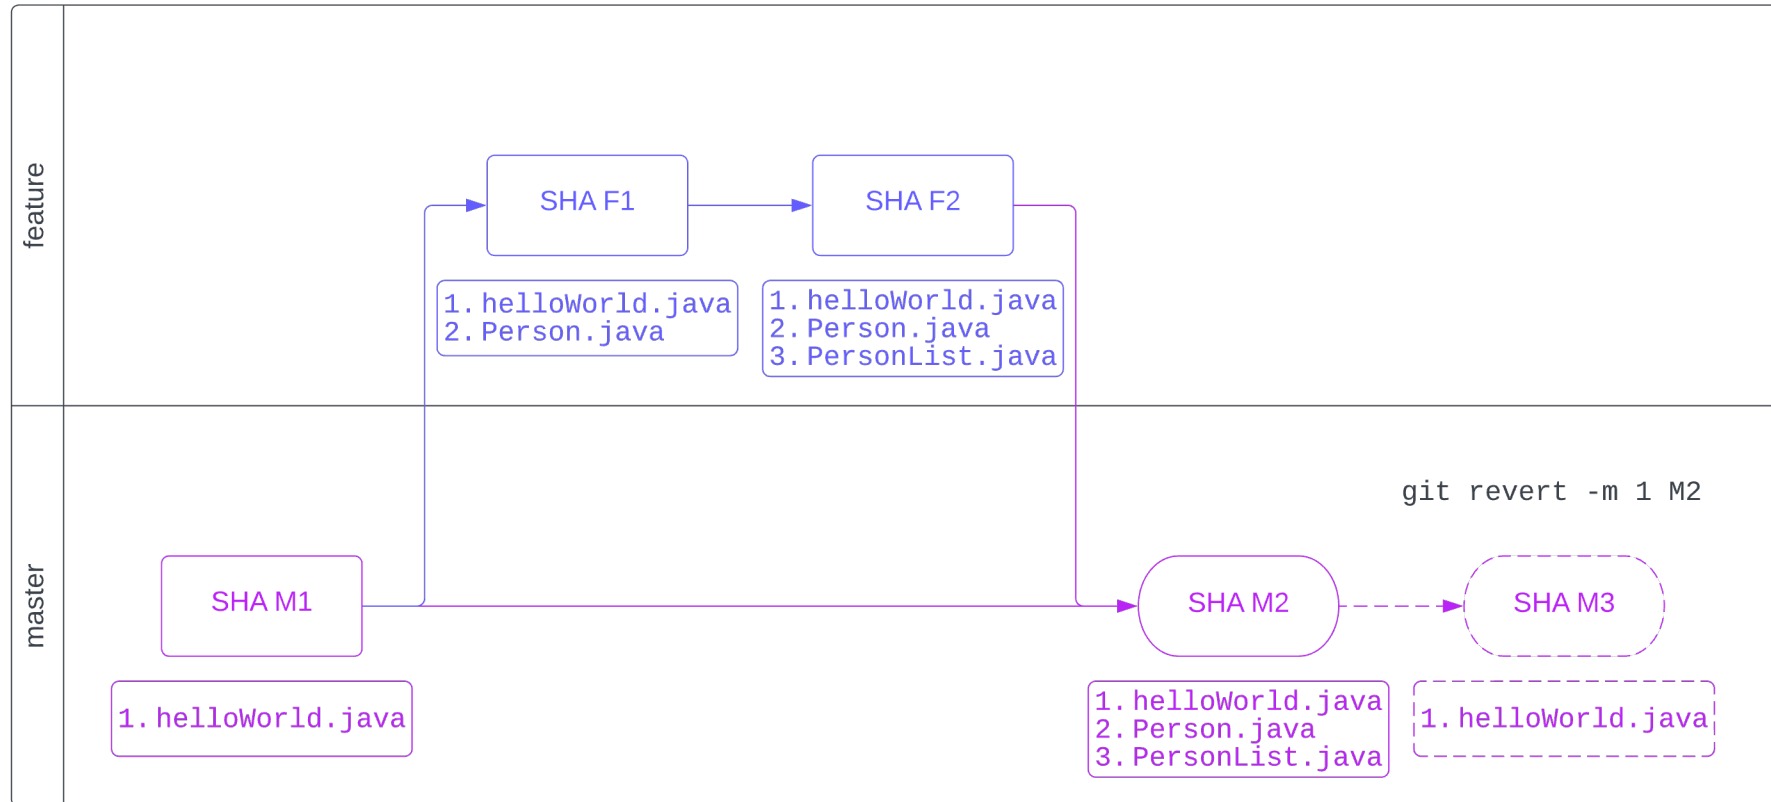 feature
SHA F1
SHA F2
1. helloWorld.java
2. Person.java
1. helloWorld.java
2. Person.java
3. PersonList.java
master
git revert -m 1 M2
SHA M1
SHA M2
SHA M3
1. helloWorld.java
1. helloWorld.java
2. Person.java
3. PersonList.java
1. helloWorld.java